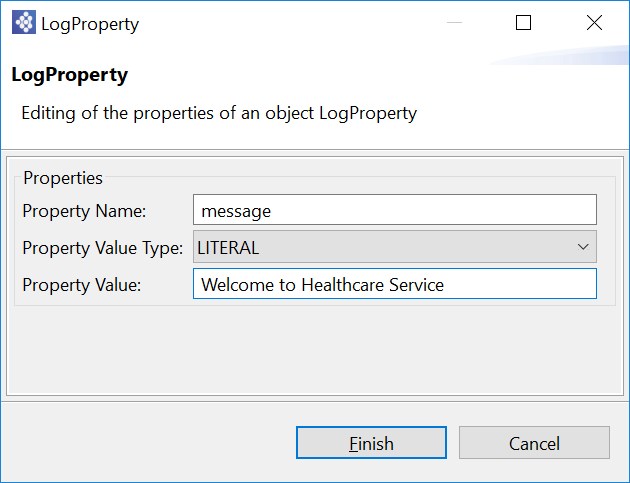 LogProperty
LogProperty
Editing of the properties of an object LogProperty
Properties
Property Name: message
Property Value Type: LITERAL
Property Value: Welcome to Healthcare Service
Finish Cancel